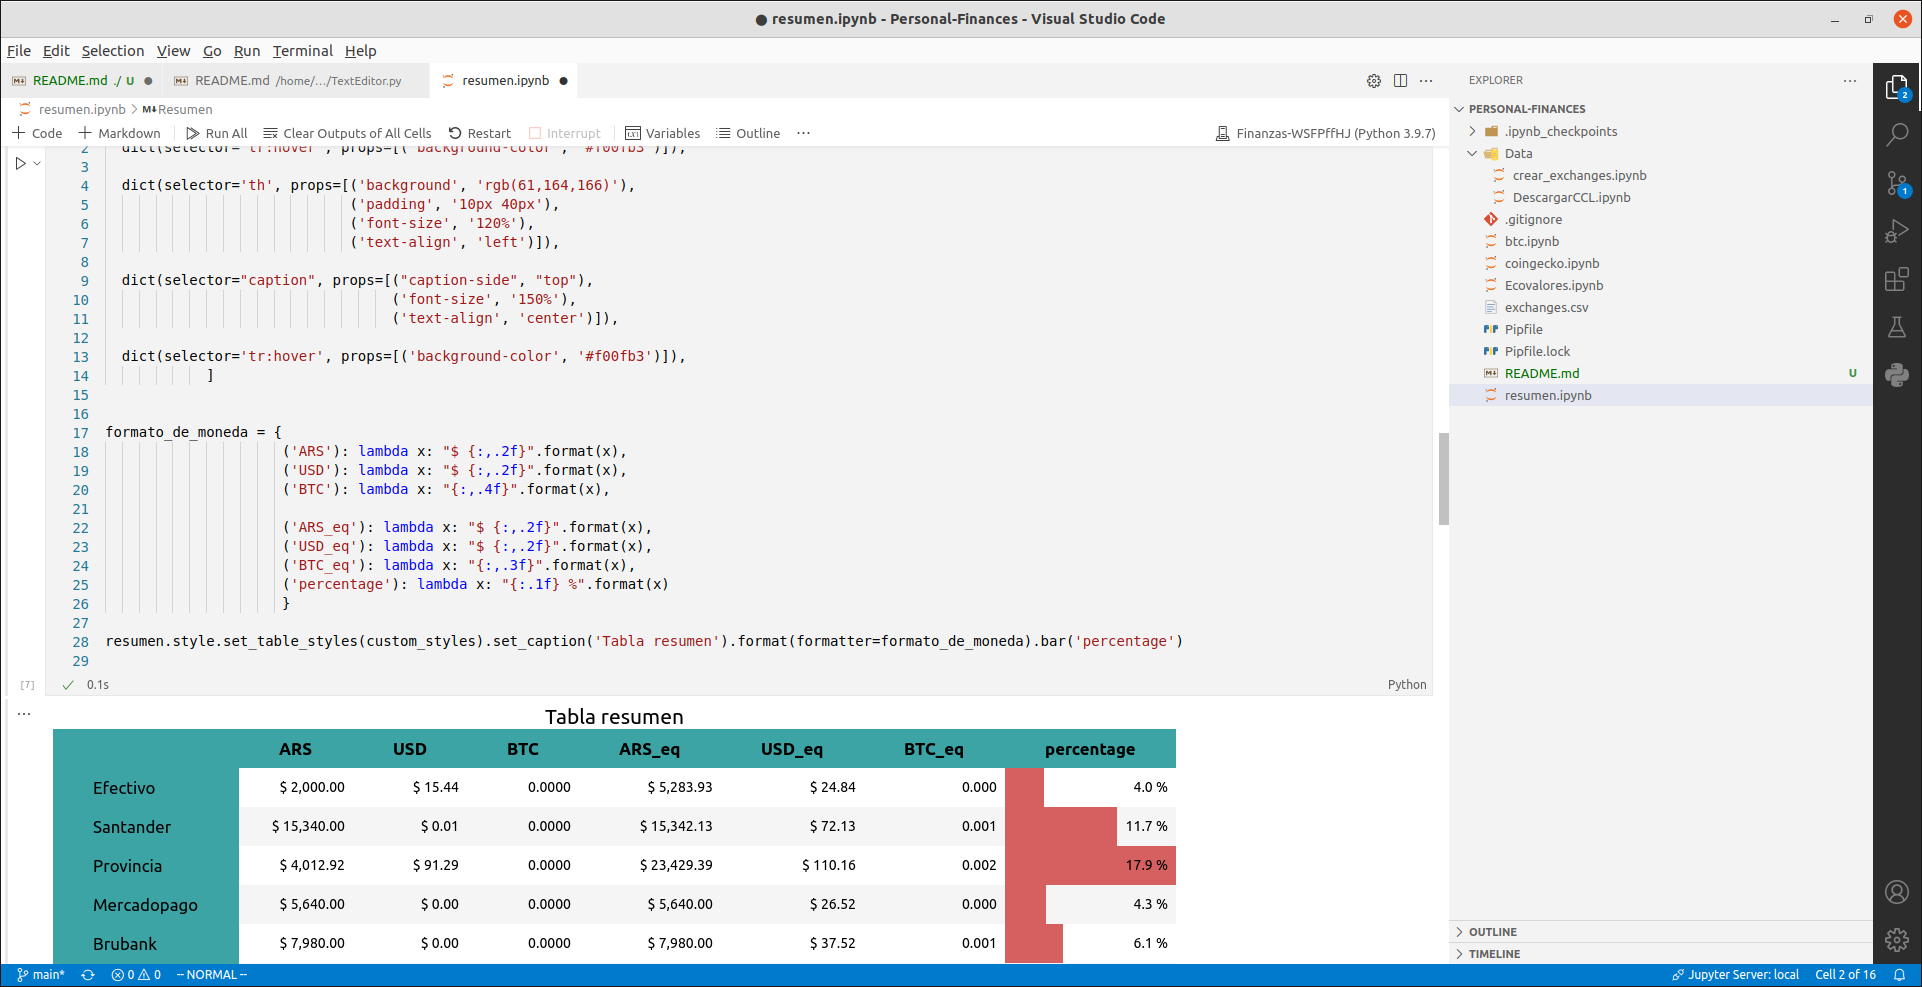 ● resumen.ipynb - Personal-Finances - Visual Studio Code
File Edit Selection View Go Run Terminal Help
README.md ./ U ●
README.md /home/.../TextEditor.py
resumen.ipynb ●
resumen.ipynb > M↓Resumen
+ Code + Markdown Run All Clear Outputs of All Cells Restart Interrupt Variables Outline ...
Finanzas-WSFPffHJ (Python 3.9.7)
2 dict(selector='tr:hover', props=[('background-color', '#f00fb3')]),
3
4 dict(selector='th', props=[('background', 'rgb(61,164,166)'),
5 ('padding', '10px 40px'),
6 ('font-size', '120%'),
7 ('text-align', 'left')]),
8
9 dict(selector="caption", props=[("caption-side", "top"),
10 ('font-size', '150%'),
11 ('text-align', 'center')]),
12
13 dict(selector='tr:hover', props=[('background-color', '#f00fb3')]),
14 ]
15
16
17 formato_de_moneda = {
18 ('ARS'): lambda x: "$ {:,.2f}".format(x),
19 ('USD'): lambda x: "$ {:,.2f}".format(x),
20 ('BTC'): lambda x: "{:,.4f}".format(x),
21
22 ('ARS_eq'): lambda x: "$ {:,.2f}".format(x),
23 ('USD_eq'): lambda x: "$ {:,.2f}".format(x),
24 ('BTC_eq'): lambda x: "{:,.3f}".format(x),
25 ('percentage'): lambda x: "{:.1f} %".format(x)
26 }
27
28 resumen.style.set_table_styles(custom_styles).set_caption('Tabla resumen').format(formatter=formato_de_moneda).bar('percentage')
29
[7] ✓ 0.1s
Python
...
Tabla resumen
ARS USD BTC ARS_eq USD_eq BTC_eq percentage
Efectivo $ 2,000.00 $ 15.44 0.0000 $ 5,283.93 $ 24.84 0.000 4.0 %
Santander $ 15,340.00 $ 0.01 0.0000 $ 15,342.13 $ 72.13 0.001 11.7 %
Provincia $ 4,012.92 $ 91.29 0.0000 $ 23,429.39 $ 110.16 0.002 17.9 %
Mercadopago $ 5,640.00 $ 0.00 0.0000 $ 5,640.00 $ 26.52 0.000 4.3 %
Brubank $ 7,980.00 $ 0.00 0.0000 $ 7,980.00 $ 37.52 0.001 6.1 %
EXPLORER ...
PERSONAL-FINANCES
.ipynb_checkpoints
Data
crear_exchanges.ipynb
DescargarCCL.ipynb
.gitignore
btc.ipynb
coingecko.ipynb
Ecovalores.ipynb
exchanges.csv
Pipfile
Pipfile.lock
README.md U
resumen.ipynb
OUTLINE
TIMELINE
2
1
main* 0 0 -- NORMAL --
Jupyter Server: local Cell 2 of 16